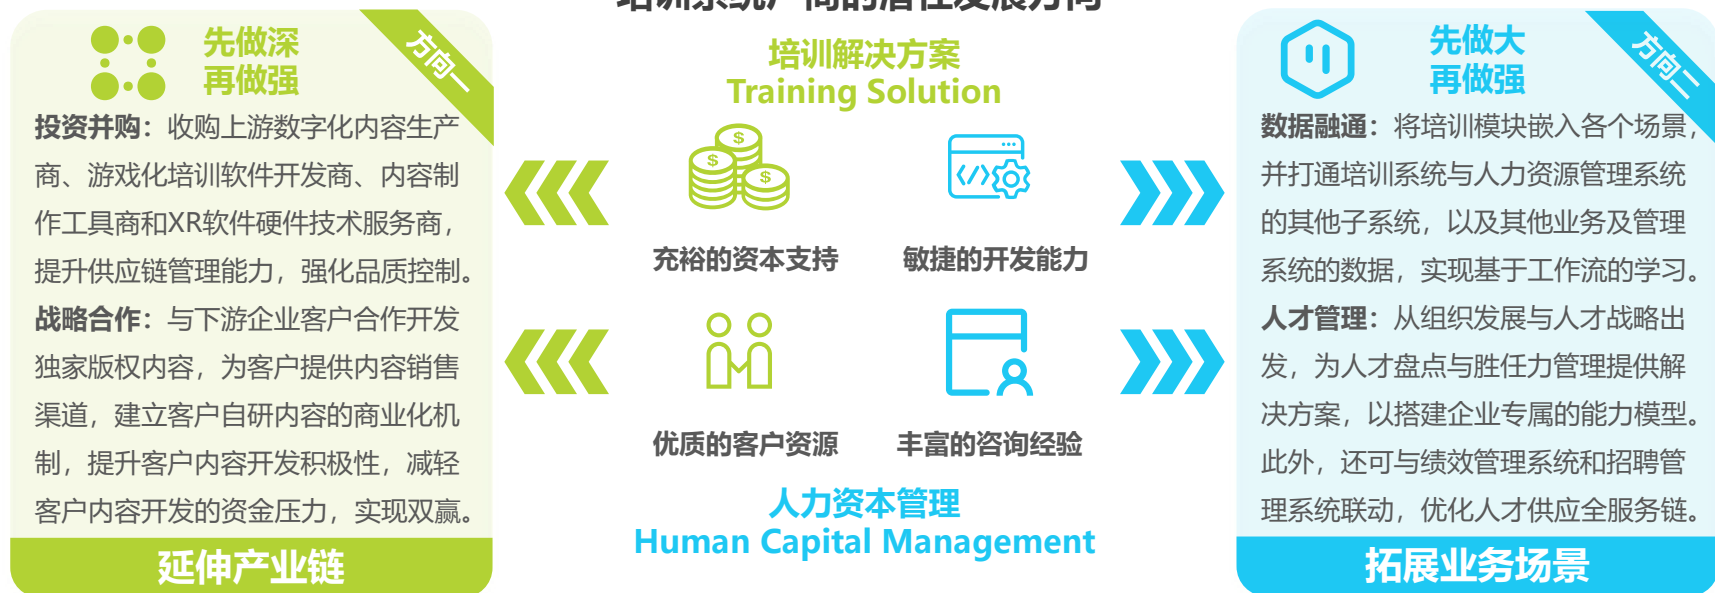 培训系统厂商的潜在发展方向
先做深
再做强
方向一
投资并购：收购上游数字化内容生产
商、游戏化培训软件开发商、内容制
作工具商和XR软件硬件技术服务商，
提升供应链管理能力，强化品质控制。
战略合作：与下游企业客户合作开发
独家版权内容，为客户提供内容销售
渠道，建立客户自研内容的商业化机
制，提升客户内容开发积极性，减轻
客户内容开发的资金压力，实现双赢。
延伸产业链
培训解决方案
Training Solution
充裕的资本支持
敏捷的开发能力
优质的客户资源
丰富的咨询经验
人力资本管理
Human Capital Management
先做大
再做强
方向二
数据融通：将培训模块嵌入各个场景，
并打通培训系统与人力资源管理系统
的其他子系统，以及其他业务及管理
系统的数据，实现基于工作流的学习。
人才管理：从组织发展与人才战略出
发，为人才盘点与胜任力管理提供解
决方案，以搭建企业专属的能力模型。
此外，还可与绩效管理系统和招聘管
理系统联动，优化人才供应全服务链。
拓展业务场景